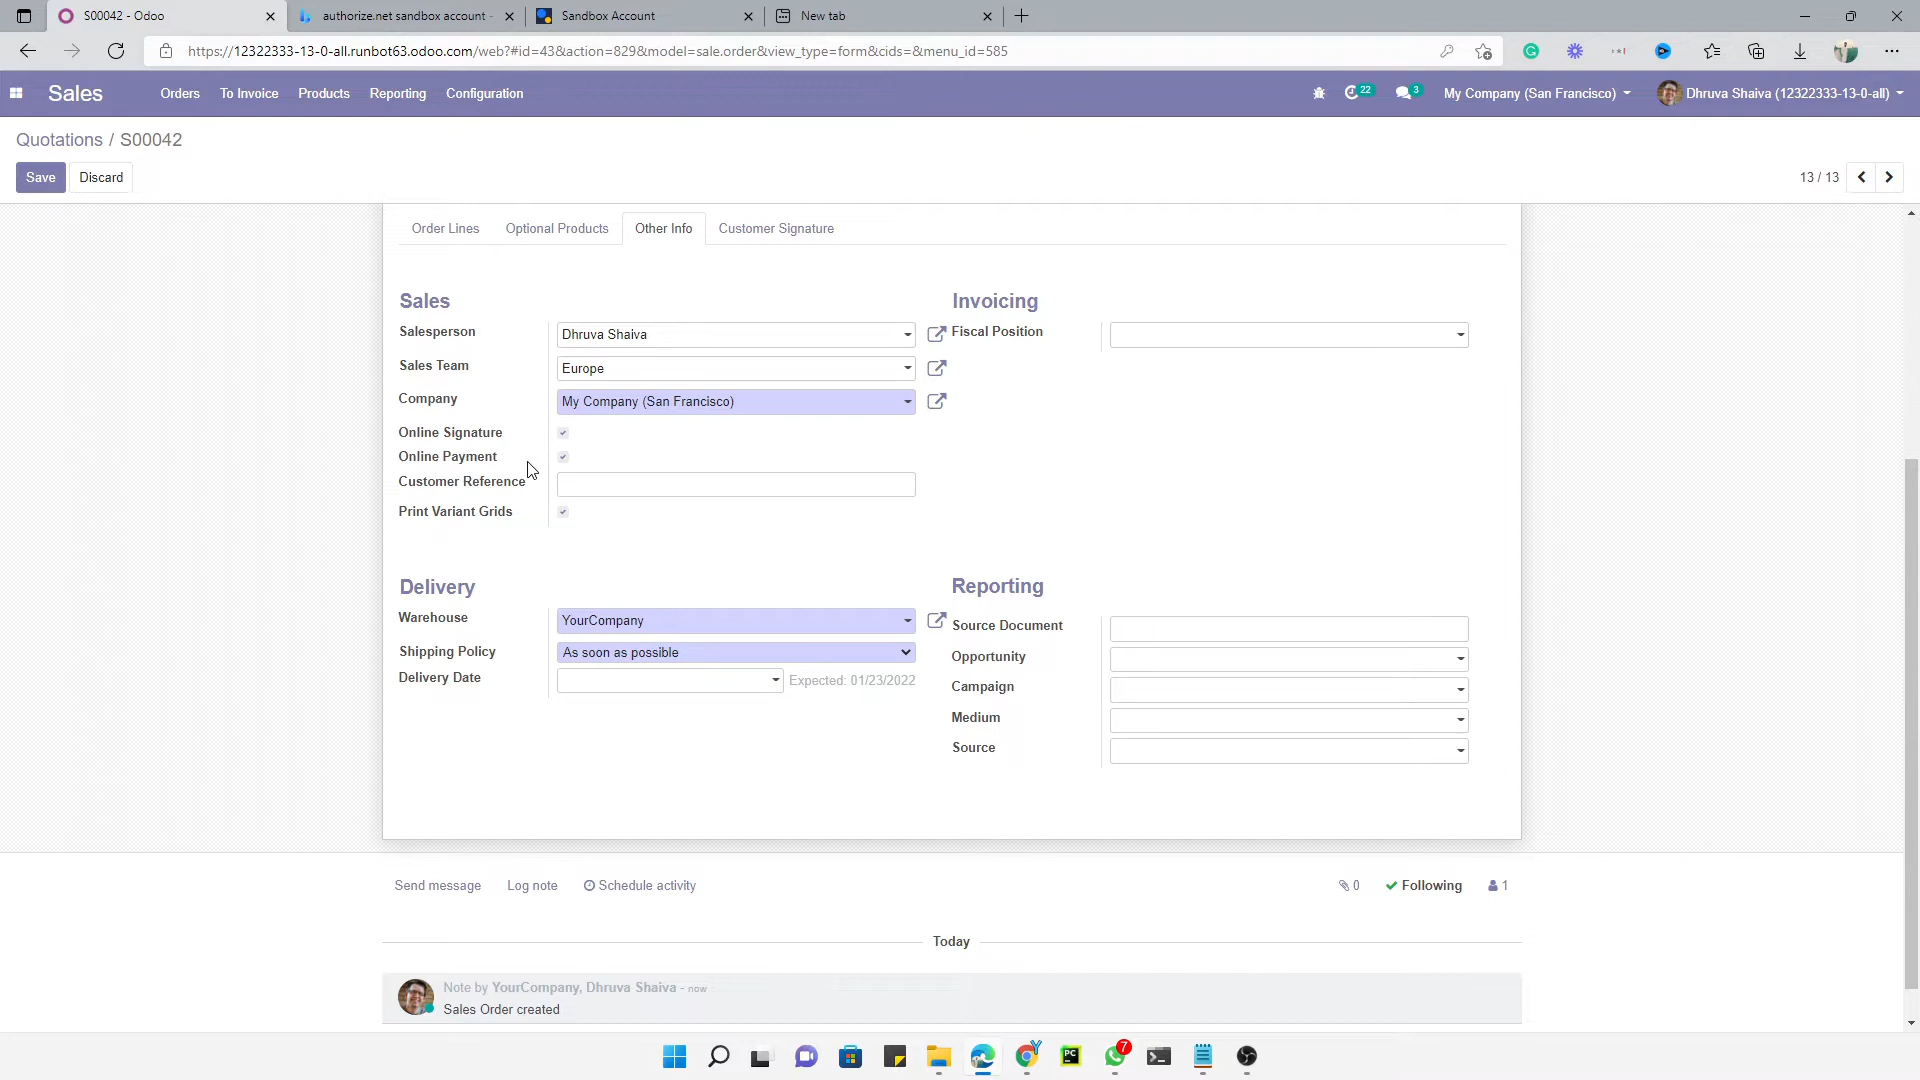 S00042 - Odoo
authorize.net sandbox account -
Sandbox Account
New tab
https://12322333-13-0-all.runbot63.odoo.com/web?#id=43&action=829&model=sale.order&view_type=form&cids=&menu_id=585
Sales
Orders
To Invoice
Products
Reporting
Configuration
22
3
My Company (San Francisco)
Dhruva Shaiva (12322333-13-0-all)
Quotations / S00042
Save
Discard
13 / 13
Order Lines
Optional Products
Other Info
Customer Signature
Sales
Salesperson
Dhruva Shaiva
Sales Team
Europe
Company
My Company (San Francisco)
Online Signature
Online Payment
Customer Reference
Print Variant Grids
Invoicing
Fiscal Position
Delivery
Warehouse
YourCompany
Shipping Policy
As soon as possible
Delivery Date
Expected: 01/23/2022
Reporting
Source Document
Opportunity
Campaign
Medium
Source
Send message
Log note
Schedule activity
0
Following
1
Today
Note by YourCompany, Dhruva Shaiva - now
Sales Order created
PC
7